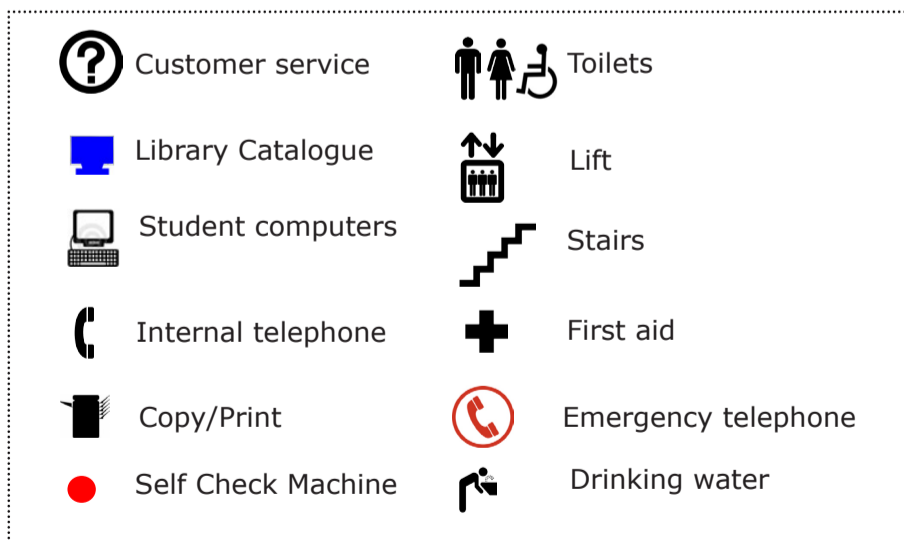 Customer service
Library Catalogue
Student computers
Internal telephone
Copy/Print
Self Check Machine
Toilets
Lift
Stairs
First aid
Emergency telephone
Drinking water